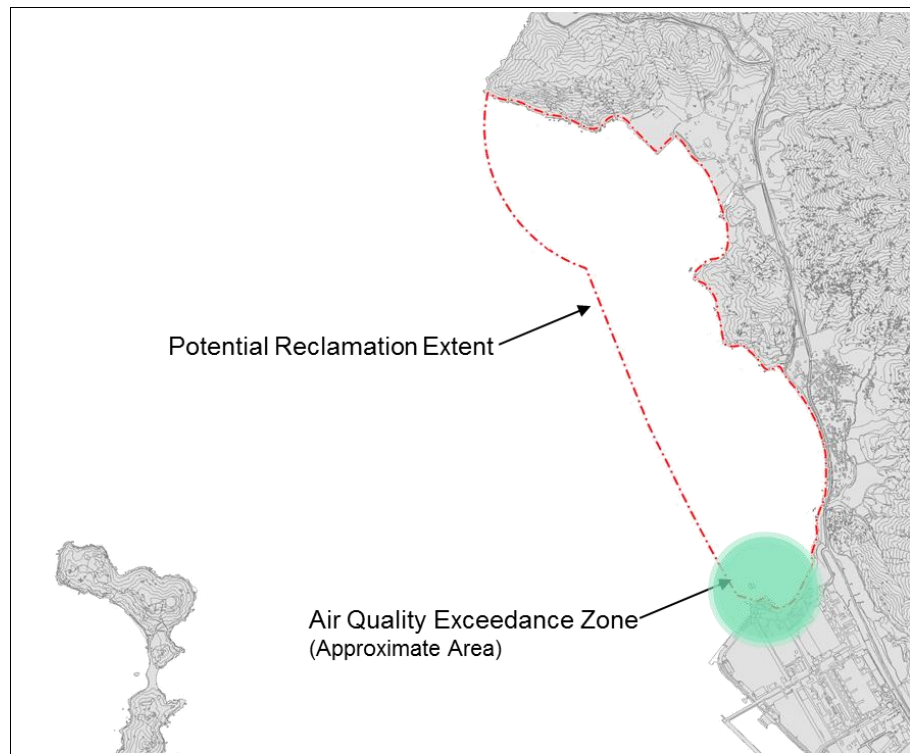 Potential Reclamation Extent
Air Quality Exceedance Zone
(Approximate Area)